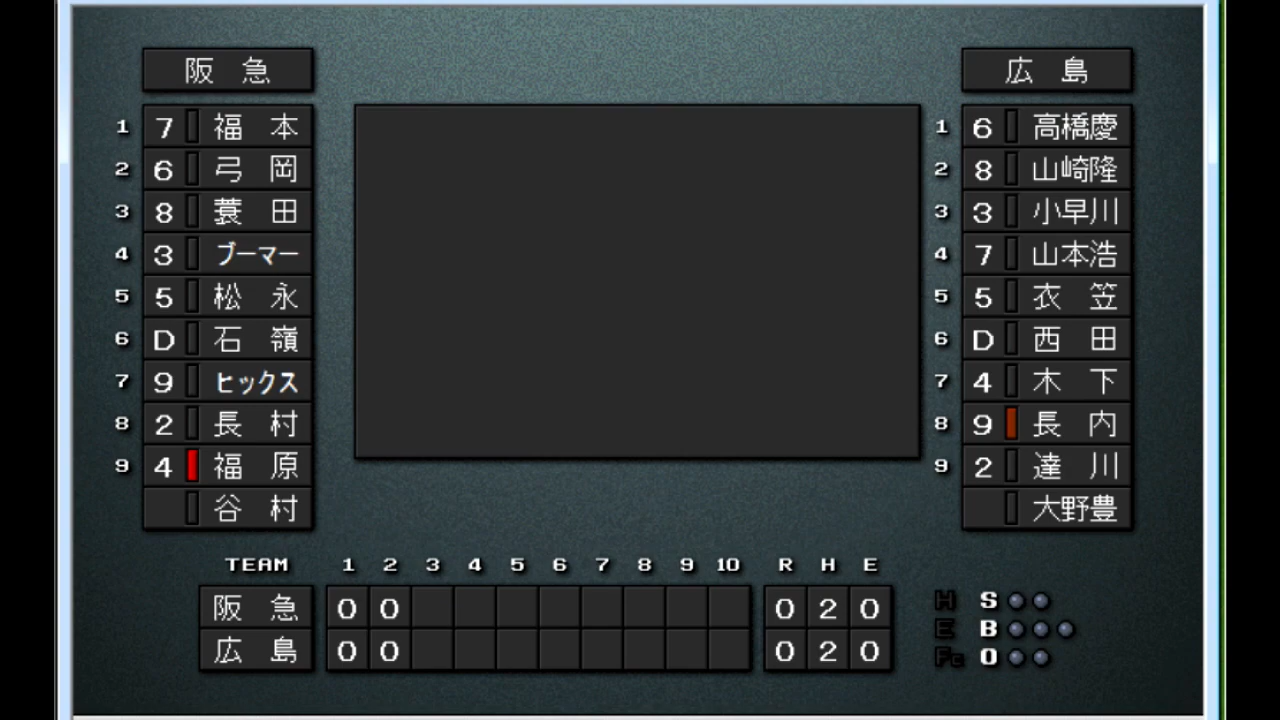 阪急
1 7 福本
2 6 弓岡
3 8 蓑田
4 3 ブーマー
5 5 松永
6 D 石嶺
7 9 ヒックス
8 2 長村
9 4 福原
谷村
広島
1 6 高橋慶
2 8 山崎隆
3 3 小早川
4 7 山本浩
5 5 衣笠
6 D 西田
7 4 木下
8 9 長内
9 2 達川
大野豊
TEAM 1 2 3 4 5 6 7 8 9 10 R H E
阪急 0 0 0 2 0
広島 0 0 0 2 0
H S
E B
Fc O